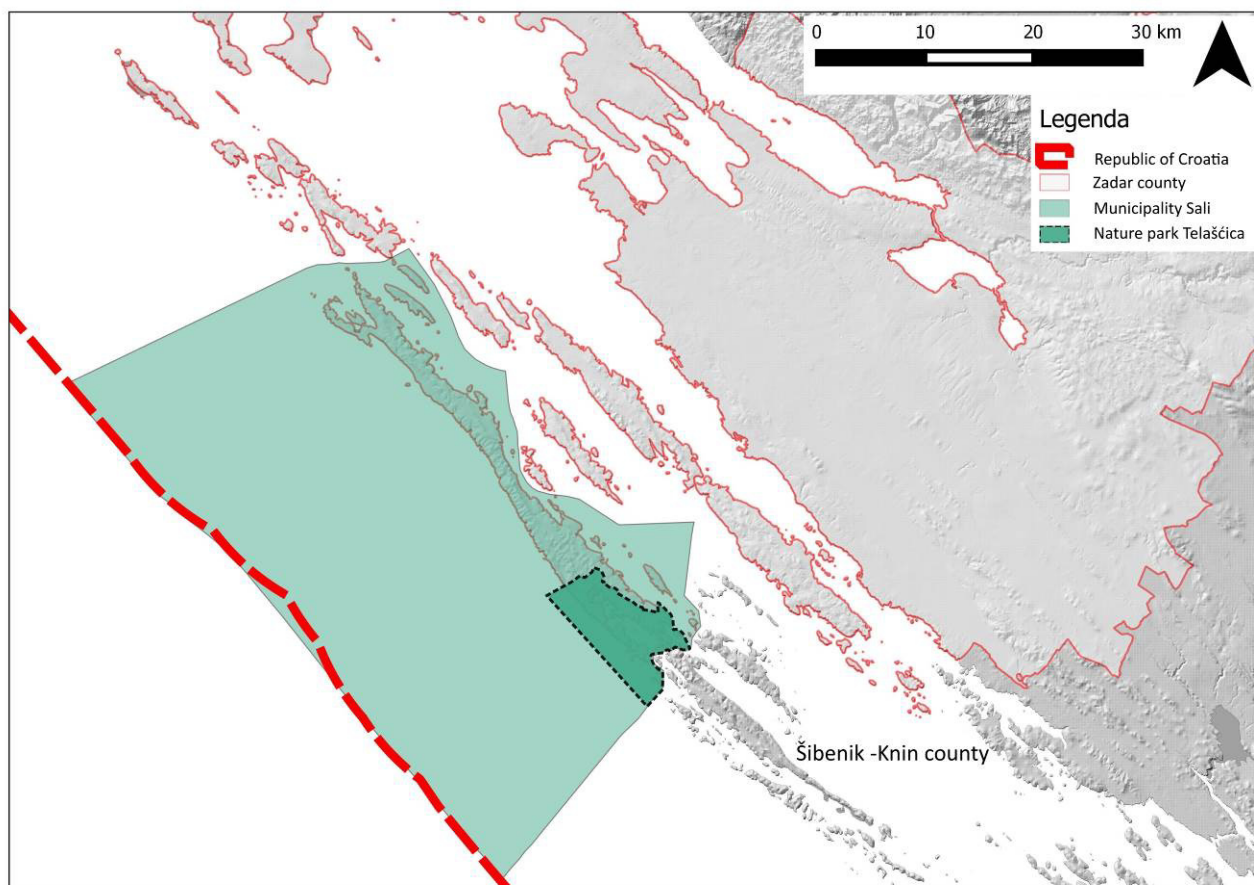 0 10 20 30 km
Legenda
Republic of Croatia
Zadar county
Municipality Sali
Nature park Telašćica
Šibenik -Knin county